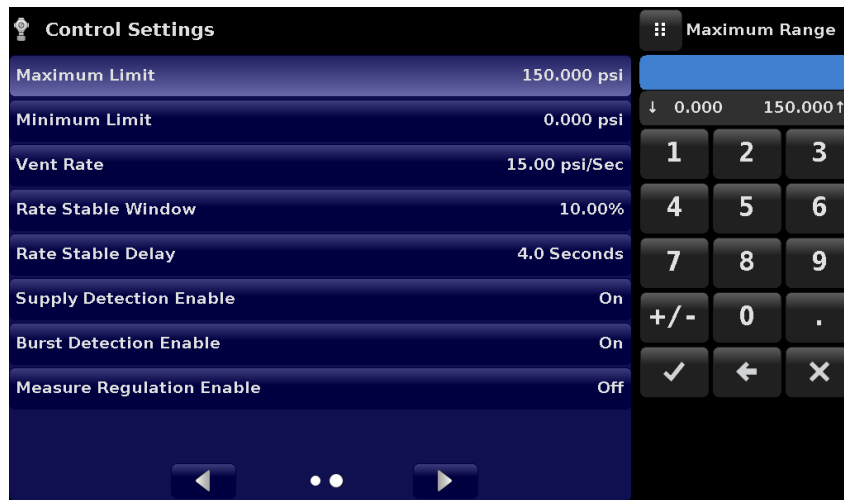 Control Settings
Maximum Limit 150.000 psi
Minimum Limit 0.000 psi
Vent Rate 15.00 psi/Sec
Rate Stable Window 10.00%
Rate Stable Delay 4.0 Seconds
Supply Detection Enable On
Burst Detection Enable On
Measure Regulation Enable Off
Maximum Range
↓ 0.000 150.000↑
1 2 3
4 5 6
7 8 9
+/- 0 .